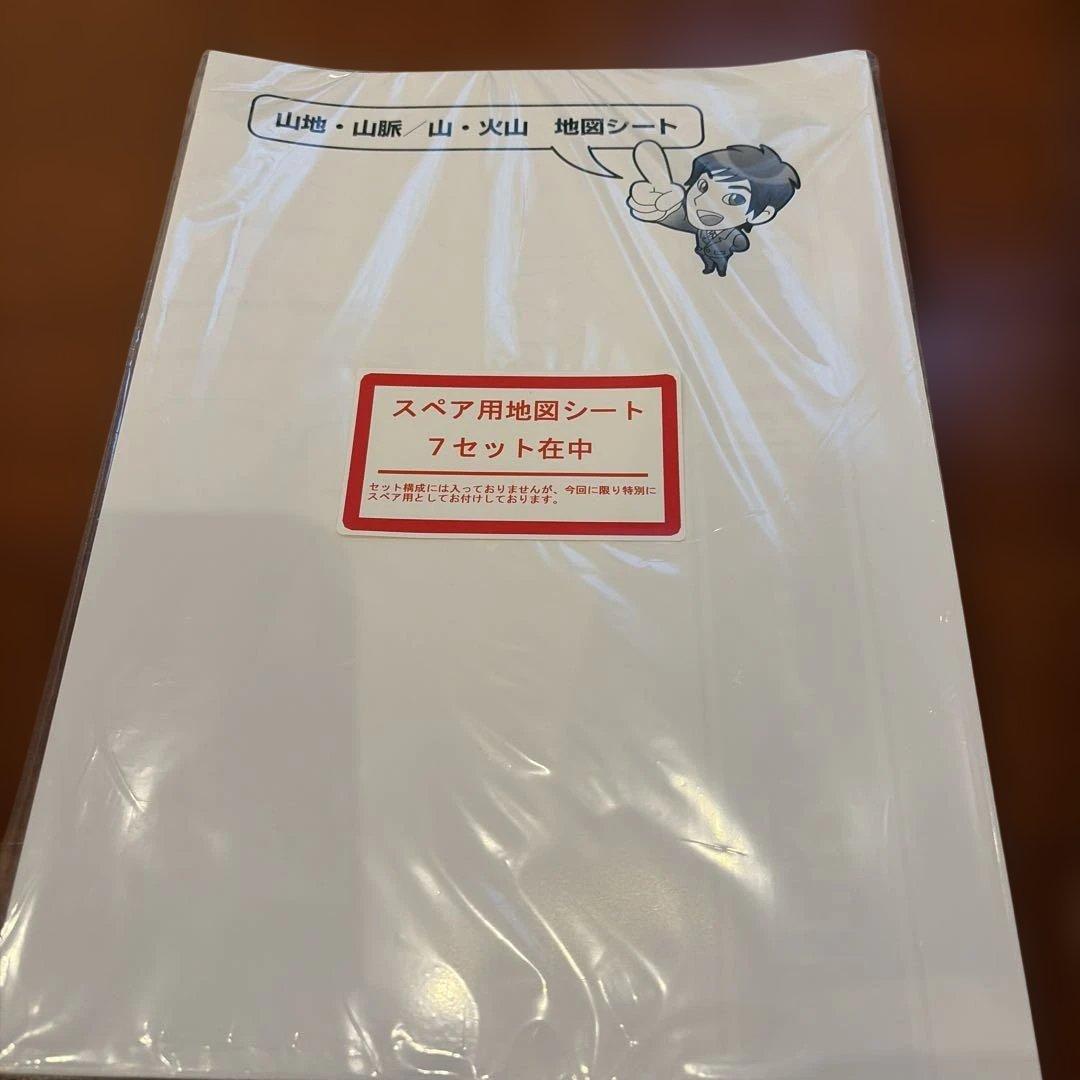 山地・山脈／山・火山　地図シート
スペア用地図シート
７セット在中
セット構成には入っておりませんが、今回に限り特別に
スペア用としてお付けしております。